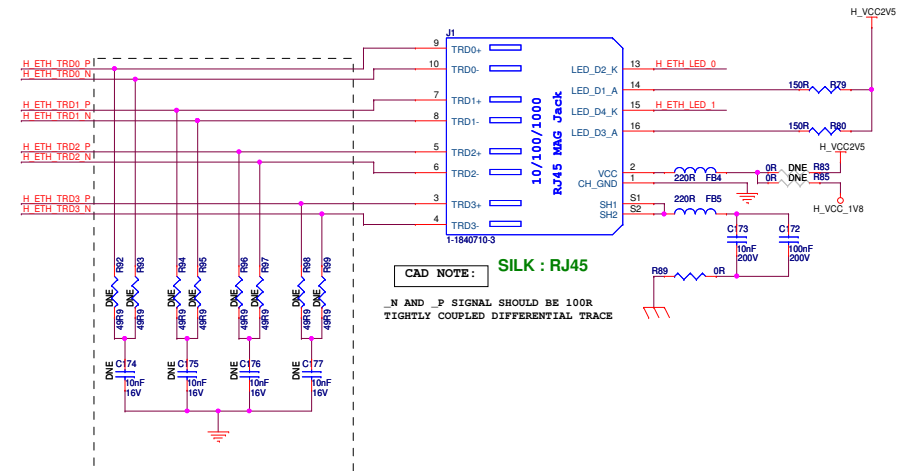 H_VCC2V5
J1
H_ETH_TRD0_P
H_ETH_TRD0_N
9 TRD0+
10 TRD0-
LED_D2_K 13 H_ETH_LED_0
LED_D1_A 14 150R R79
H_ETH_TRD1_P
H_ETH_TRD1_N
7 TRD1+
8 TRD1-
LED_D4_K 15 H_ETH_LED_1
LED_D3_A 16 150R R80
10/100/1000
RJ45 MAG Jack
H_ETH_TRD2_P
H_ETH_TRD2_N
5 TRD2+
6 TRD2-
H_VCC2V5
VCC 2 220R FB4 0R DNE R83
CH_GND 1 0R DNE R85
H_VCC_1V8
H_ETH_TRD3_P
H_ETH_TRD3_N
3 TRD3+
4 TRD3-
SH1 S1 220R FB5
SH2 S2
1-1840710-3
C173
10nF
200V
C172
100nF
200V
R89 0R
SILK : RJ45
CAD NOTE:
_N AND _P SIGNAL SHOULD BE 100R
TIGHTLY COUPLED DIFFERENTIAL TRACE
R92 R93 R94 R95 R96 R97 R98 R99
DNE DNE DNE DNE DNE DNE DNE DNE
49R9 49R9 49R9 49R9 49R9 49R9 49R9 49R9
DNE C174 DNE C175 DNE C176 DNE C177
10nF 10nF 10nF 10nF
16V 16V 16V 16V